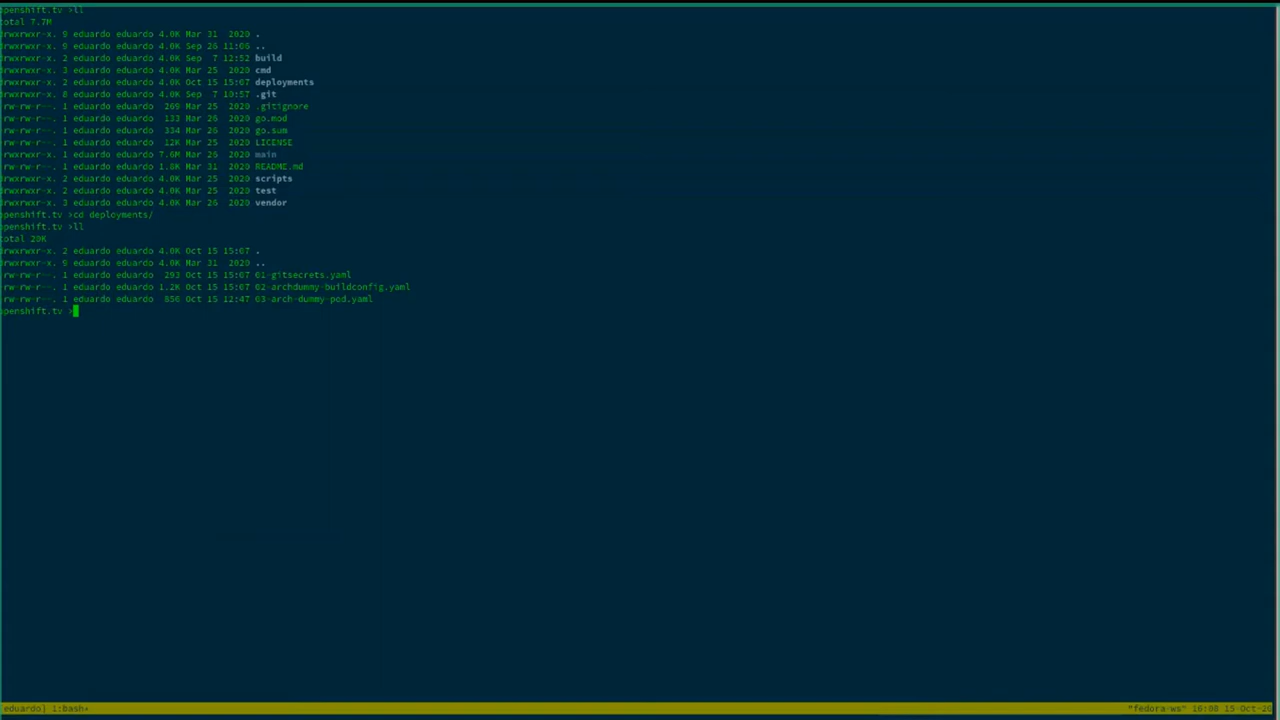 openshift.tv >ll
total 7.7M
drwxrwxr-x. 9 eduardo eduardo 4.0K Mar 31  2020 .
drwxrwxr-x. 9 eduardo eduardo 4.0K Sep 26 11:06 ..
drwxrwxr-x. 2 eduardo eduardo 4.0K Sep  7 12:52 build
drwxrwxr-x. 3 eduardo eduardo 4.0K Mar 25  2020 cmd
drwxrwxr-x. 2 eduardo eduardo 4.0K Oct 15 15:07 deployments
drwxrwxr-x. 8 eduardo eduardo 4.0K Sep  7 10:57 .git
rw-rw-r--. 1 eduardo eduardo  269 Mar 25  2020 .gitignore
rw-rw-r--. 1 eduardo eduardo  133 Mar 26  2020 go.mod
rw-rw-r--. 1 eduardo eduardo  334 Mar 26  2020 go.sum
rw-rw-r--. 1 eduardo eduardo  12K Mar 25  2020 LICENSE
rwxrwxr-x. 1 eduardo eduardo 7.6M Mar 26  2020 main
rw-rw-r--. 1 eduardo eduardo 1.8K Mar 31  2020 README.md
drwxrwxr-x. 2 eduardo eduardo 4.0K Mar 25  2020 scripts
drwxrwxr-x. 2 eduardo eduardo 4.0K Mar 25  2020 test
drwxrwxr-x. 3 eduardo eduardo 4.0K Mar 26  2020 vendor
openshift.tv >cd deployments/
openshift.tv >ll
total 20K
drwxrwxr-x. 2 eduardo eduardo 4.0K Oct 15 15:07 .
drwxrwxr-x. 9 eduardo eduardo 4.0K Mar 31  2020 ..
rw-rw-r--. 1 eduardo eduardo  293 Oct 15 15:07 01-gitsecrets.yaml
rw-rw-r--. 1 eduardo eduardo 1.2K Oct 15 15:07 02-archdummy-buildconfig.yaml
rw-rw-r--. 1 eduardo eduardo  850 Oct 15 12:47 03-arch-dummy-pod.yaml
openshift.tv >
eduardo] 1:bash* "fedora-ws" 16:08 15-Oct-20